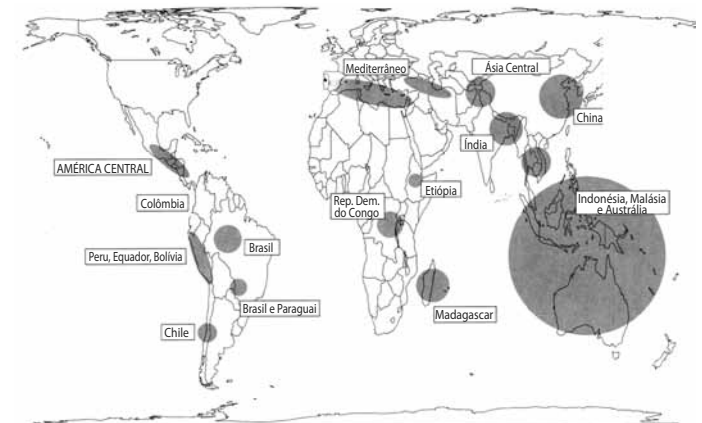 Mediterrâneo
Ásia Central
China
Índia
AMÉRICA CENTRAL
Etiópia
Colômbia
Rep. Dem.
do Congo
Indonésia, Malásia
e Austrália
Brasil
Peru, Equador, Bolívia
Brasil e Paraguai
Madagascar
Chile